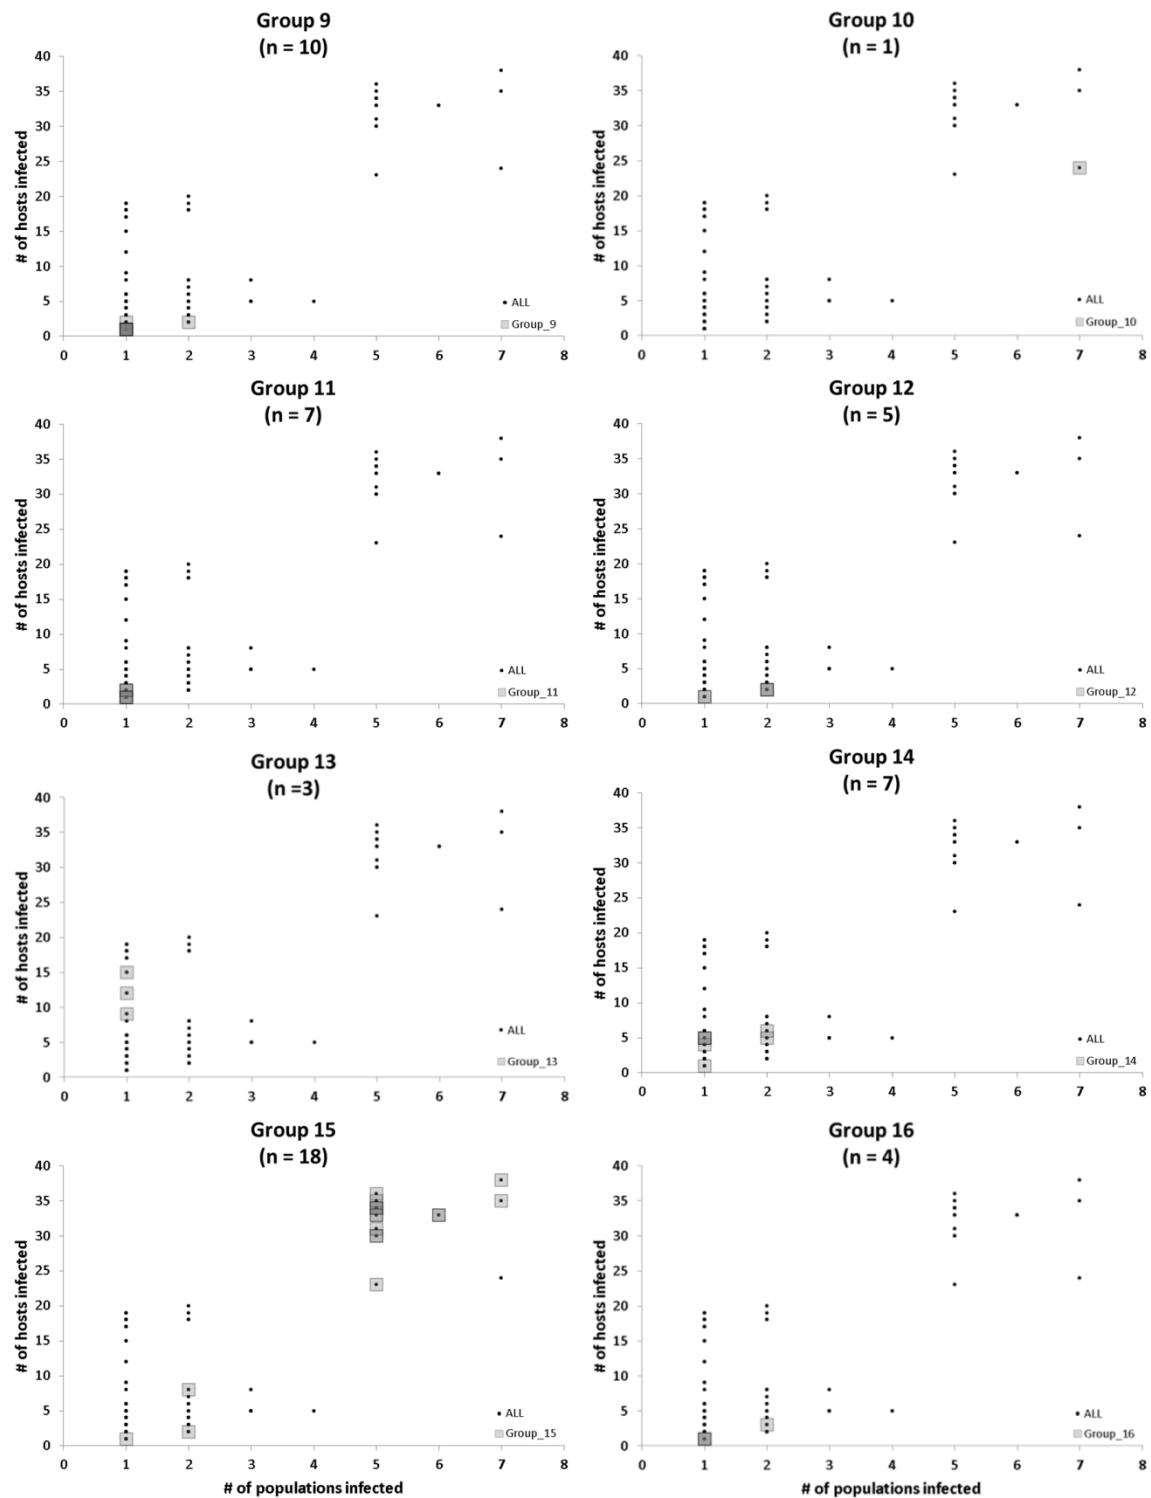 Group 9
(n = 10)
# of hosts infected
40
35
30
25
20
15
10
5
0
0 1 2 3 4 5 6 7 8
ALL
Group_9
Group 10
(n = 1)
# of hosts infected
40
35
30
25
20
15
10
5
0
0 1 2 3 4 5 6 7 8
ALL
Group_10
Group 11
(n = 7)
# of hosts infected
40
35
30
25
20
15
10
5
0
0 1 2 3 4 5 6 7 8
ALL
Group_11
Group 12
(n = 5)
# of hosts infected
40
35
30
25
20
15
10
5
0
0 1 2 3 4 5 6 7 8
ALL
Group_12
Group 13
(n =3)
# of hosts infected
40
35
30
25
20
15
10
5
0
0 1 2 3 4 5 6 7 8
ALL
Group_13
Group 14
(n = 7)
# of hosts infected
40
35
30
25
20
15
10
5
0
0 1 2 3 4 5 6 7 8
ALL
Group_14
Group 15
(n = 18)
# of hosts infected
40
35
30
25
20
15
10
5
0
0 1 2 3 4 5 6 7 8
ALL
Group_15
# of populations infected
Group 16
(n = 4)
# of hosts infected
40
35
30
25
20
15
10
5
0
0 1 2 3 4 5 6 7 8
ALL
Group_16
# of populations infected